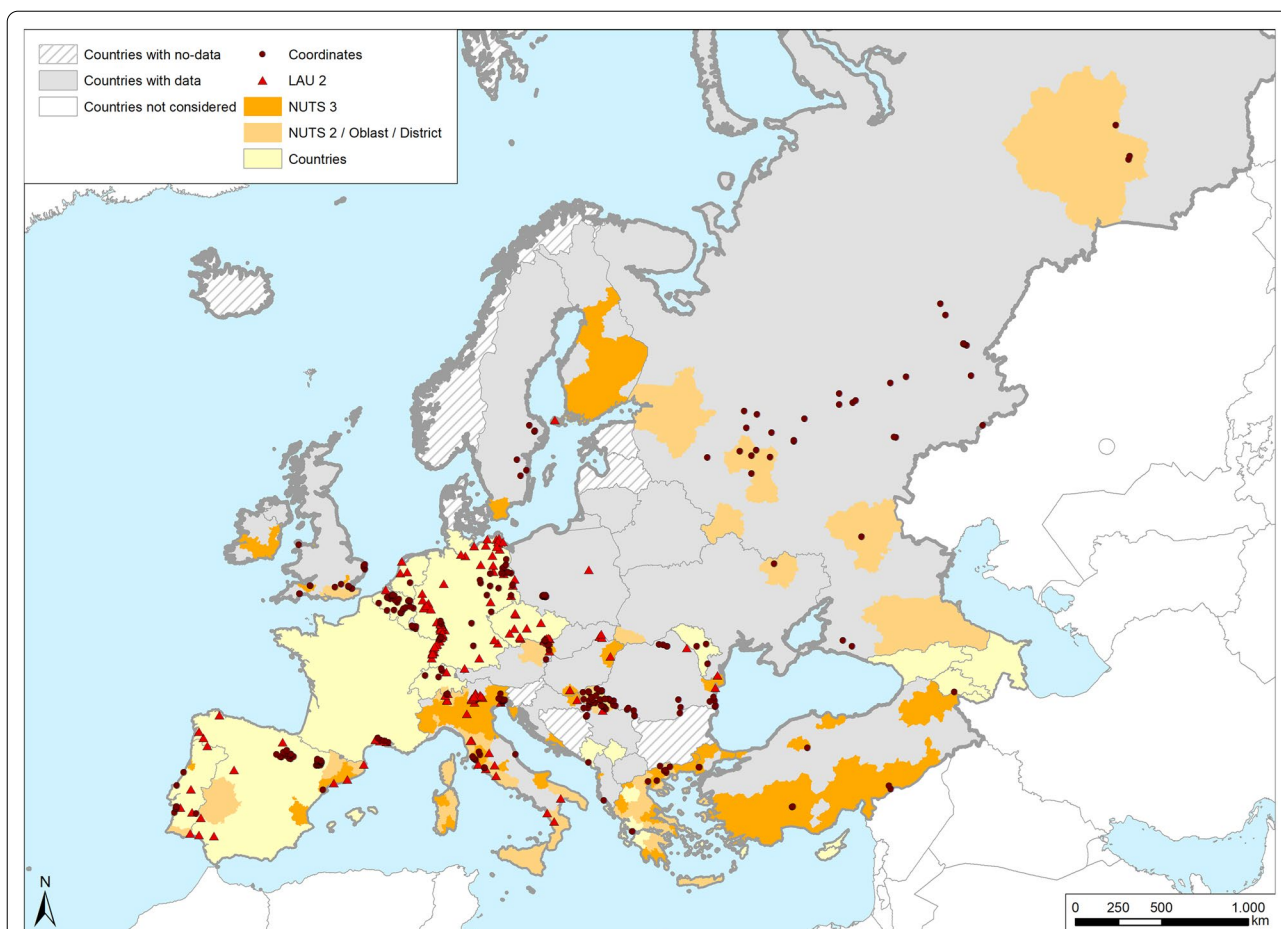 Countries with no-data
Countries with data
Countries not considered
Coordinates
LAU 2
NUTS 3
NUTS 2 / Oblast / District
Countries
N
0 250 500 1.000
km